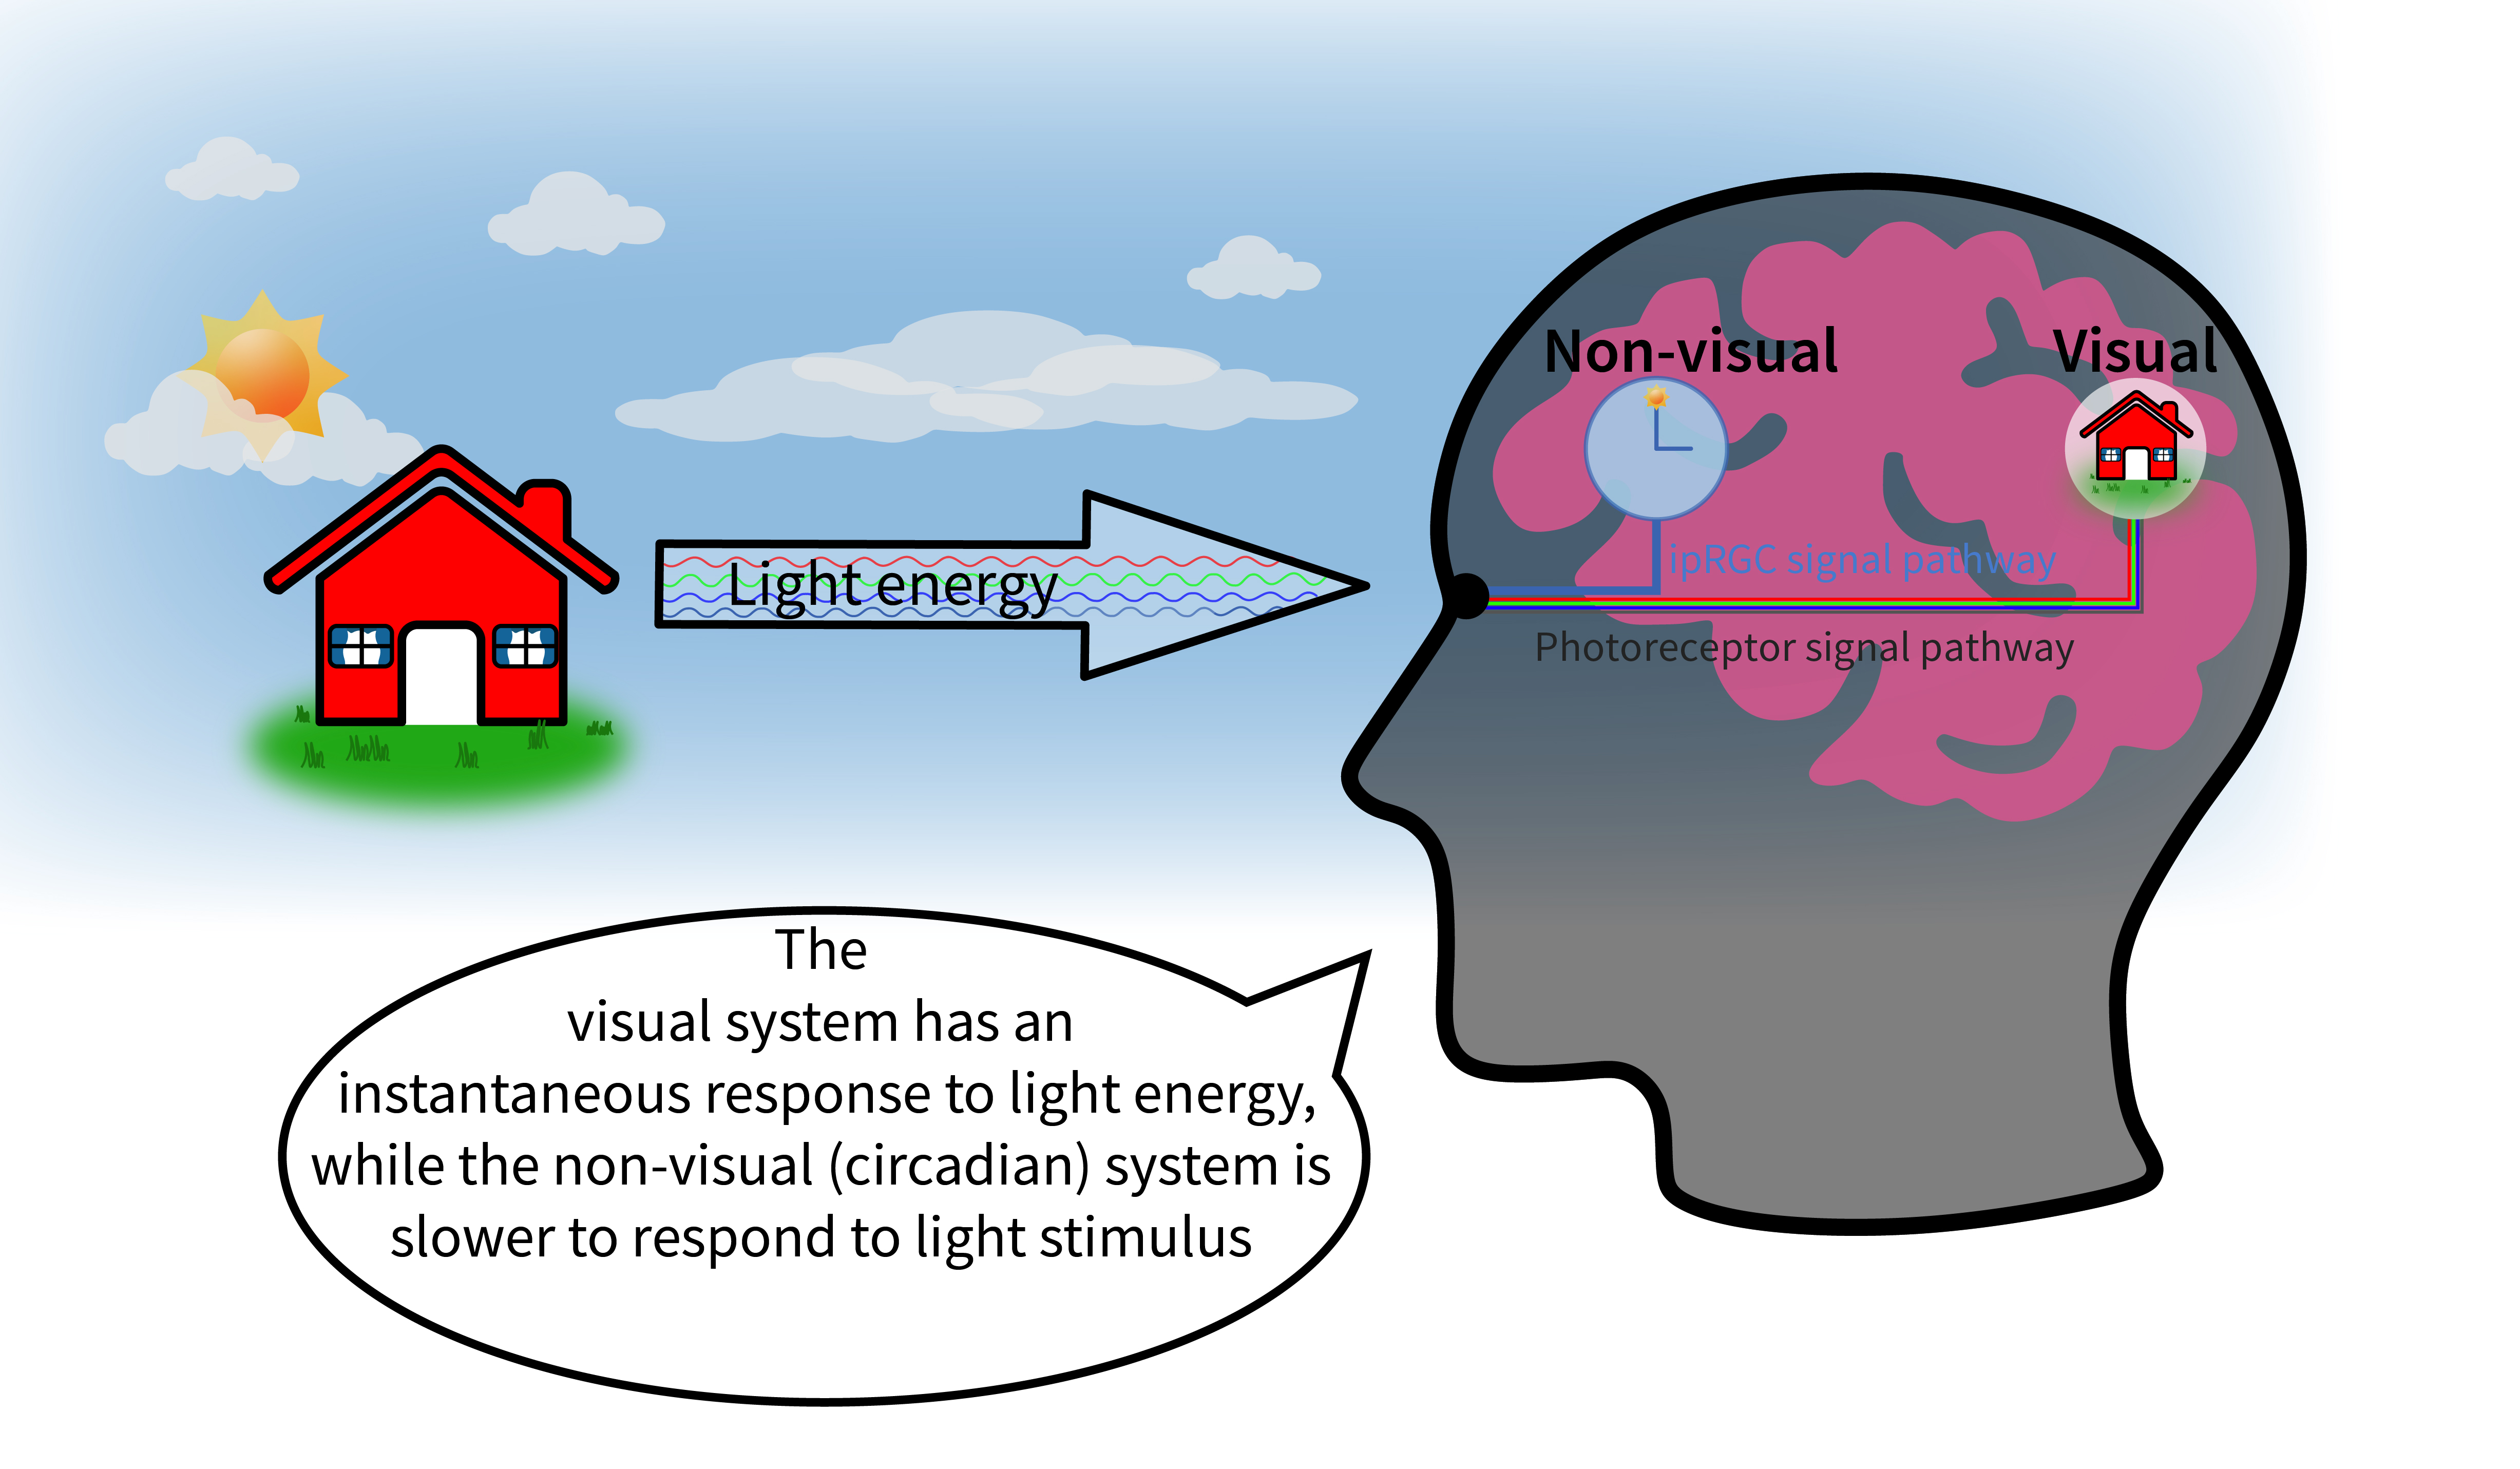 Non-visual
Visual
Light energy
ipRGC signal pathway
Photoreceptor signal pathway
The
visual system has an
instantaneous response to light energy,
while the non-visual (circadian) system is
slower to respond to light stimulus